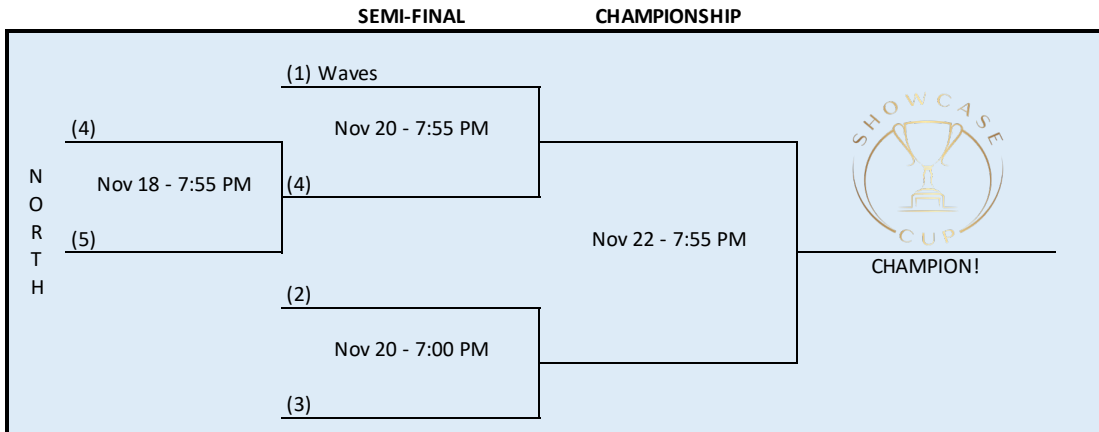 SEMI-FINAL CHAMPIONSHIP
(1) Waves
Nov 20 - 7:55 PM
(4)
Nov 18 - 7:55 PM
(4)
(5)
NORTH
Nov 22 - 7:55 PM
SHOWCASE
CUP
CHAMPION!
(2)
Nov 20 - 7:00 PM
(3)